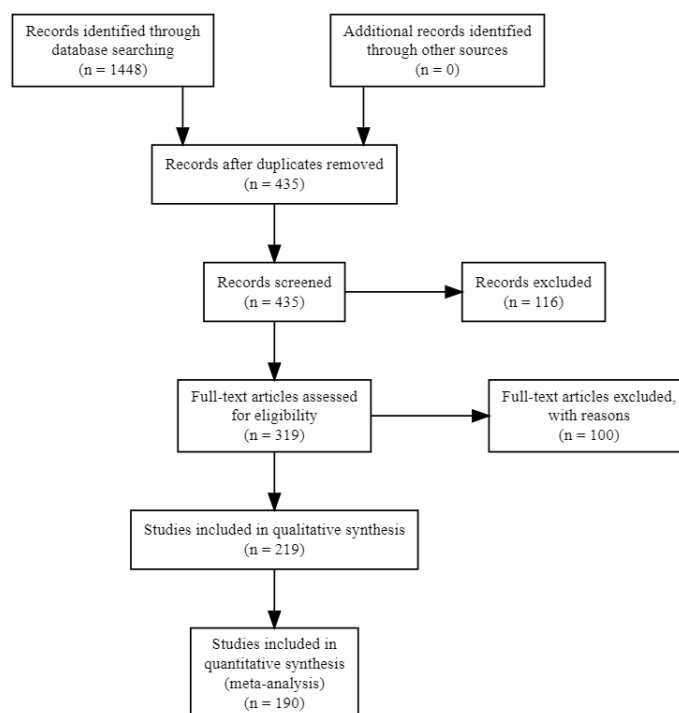 Records identified through
database searching
(n = 1448)
Additional records identified
through other sources
(n = 0)
Records after duplicates removed
(n = 435)
Records screened
(n = 435)
Records excluded
(n = 116)
Full-text articles assessed
for eligibility
(n = 319)
Full-text articles excluded,
with reasons
(n = 100)
Studies included in qualitative synthesis
(n = 219)
Studies included in
quantitative synthesis
(meta-analysis)
(n = 190)